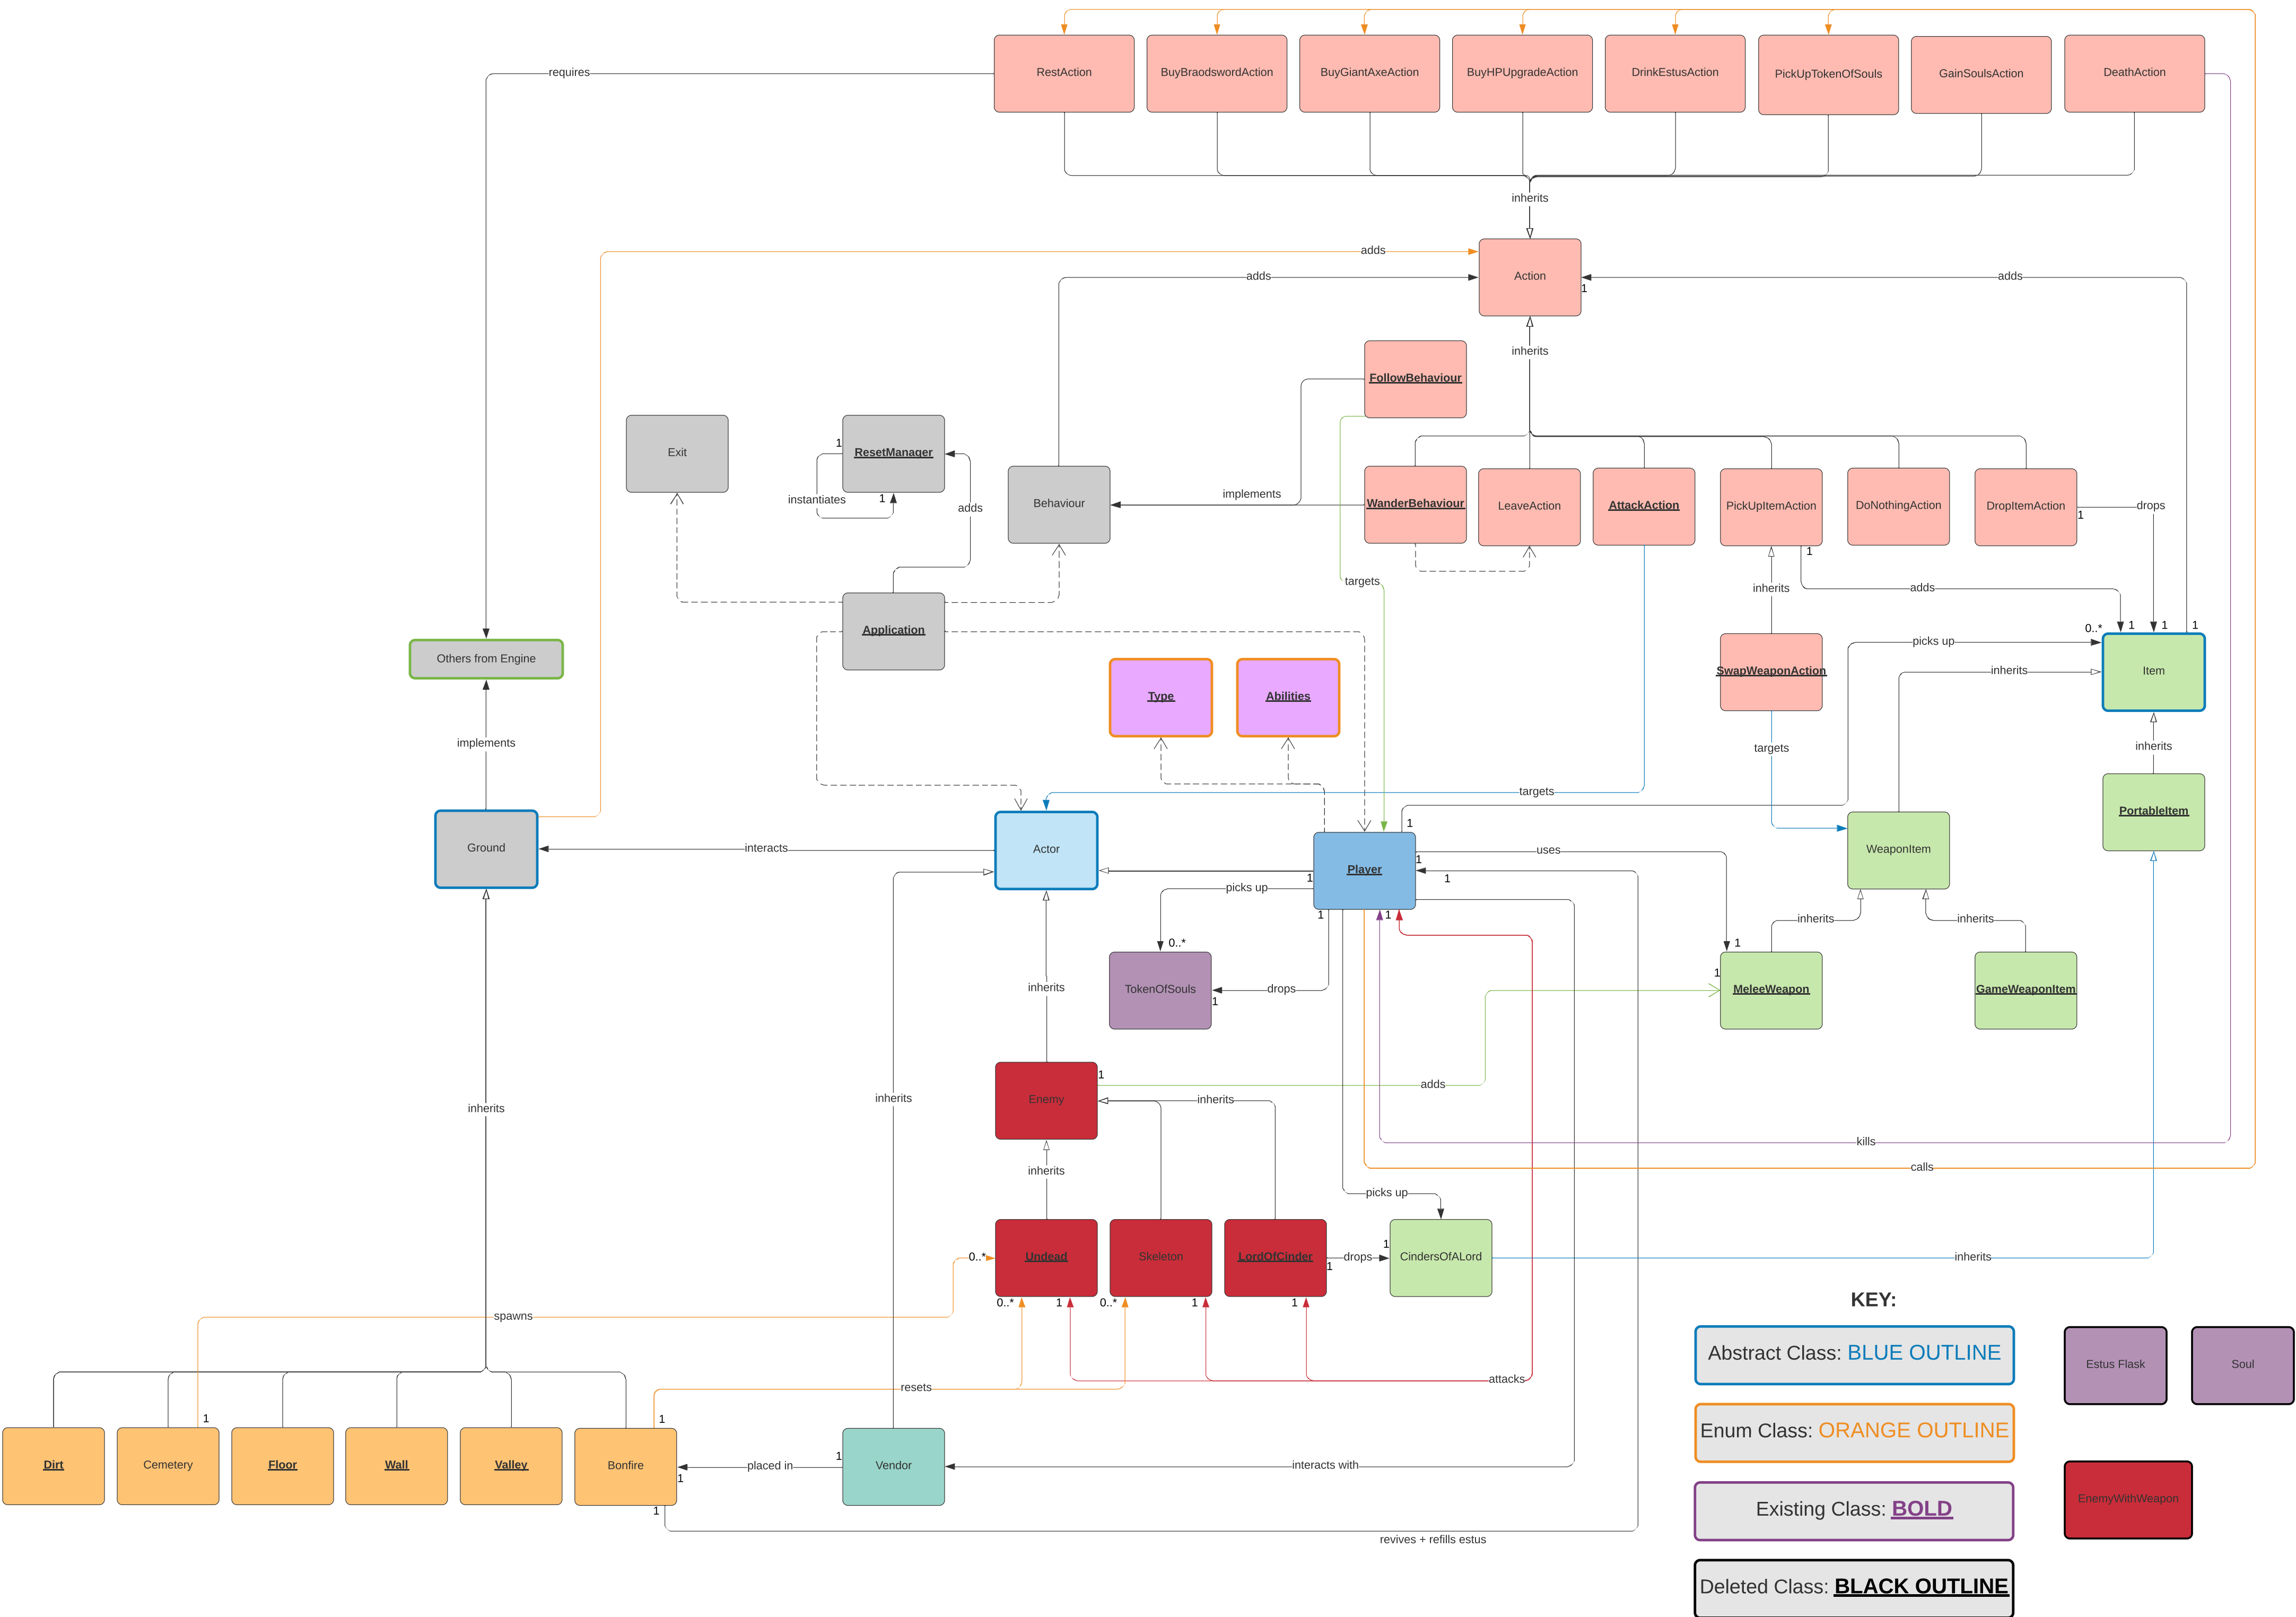 requires
RestAction
BuyBraodswordAction
BuyGiantAxeAction
BuyHPUpgradeAction
DrinkEstusAction
PickUpTokenOfSouls
GainSoulsAction
DeathAction
inherits
adds
adds
Action
1
adds
inherits
FollowBehaviour
Exit
1
ResetManager
instantiates
1
adds
Behaviour
implements
WanderBehaviour
LeaveAction
AttackAction
PickUpItemAction
1
DoNothingAction
DropItemAction
1
drops
targets
inherits
adds
Application
Others from Engine
picks up
0..*
1
1
1
Item
SwapWeaponAction
inherits
Type
Abilities
implements
targets
inherits
targets
PortableItem
Ground
interacts
Actor
1
Player
1
uses
1
1
WeaponItem
picks up
1
1
inherits
inherits
0..*
1
TokenOfSouls
drops
1
1
MeleeWeapon
GameWeaponItem
inherits
1
Enemy
adds
inherits
inherits
inherits
kills
inherits
calls
picks up
0..*
Undead
Skeleton
LordOfCinder
1
drops
1
CindersOfALord
inherits
0..*
1
0..*
1
1
spawns
resets
attacks
1
1
Dirt
Cemetery
Floor
Wall
Valley
Bonfire
1
placed in
1
Vendor
interacts with
1
revives + refills estus
KEY:
Abstract Class: BLUE OUTLINE
Enum Class: ORANGE OUTLINE
Existing Class: BOLD
Deleted Class: BLACK OUTLINE
Estus Flask
Soul
EnemyWithWeapon